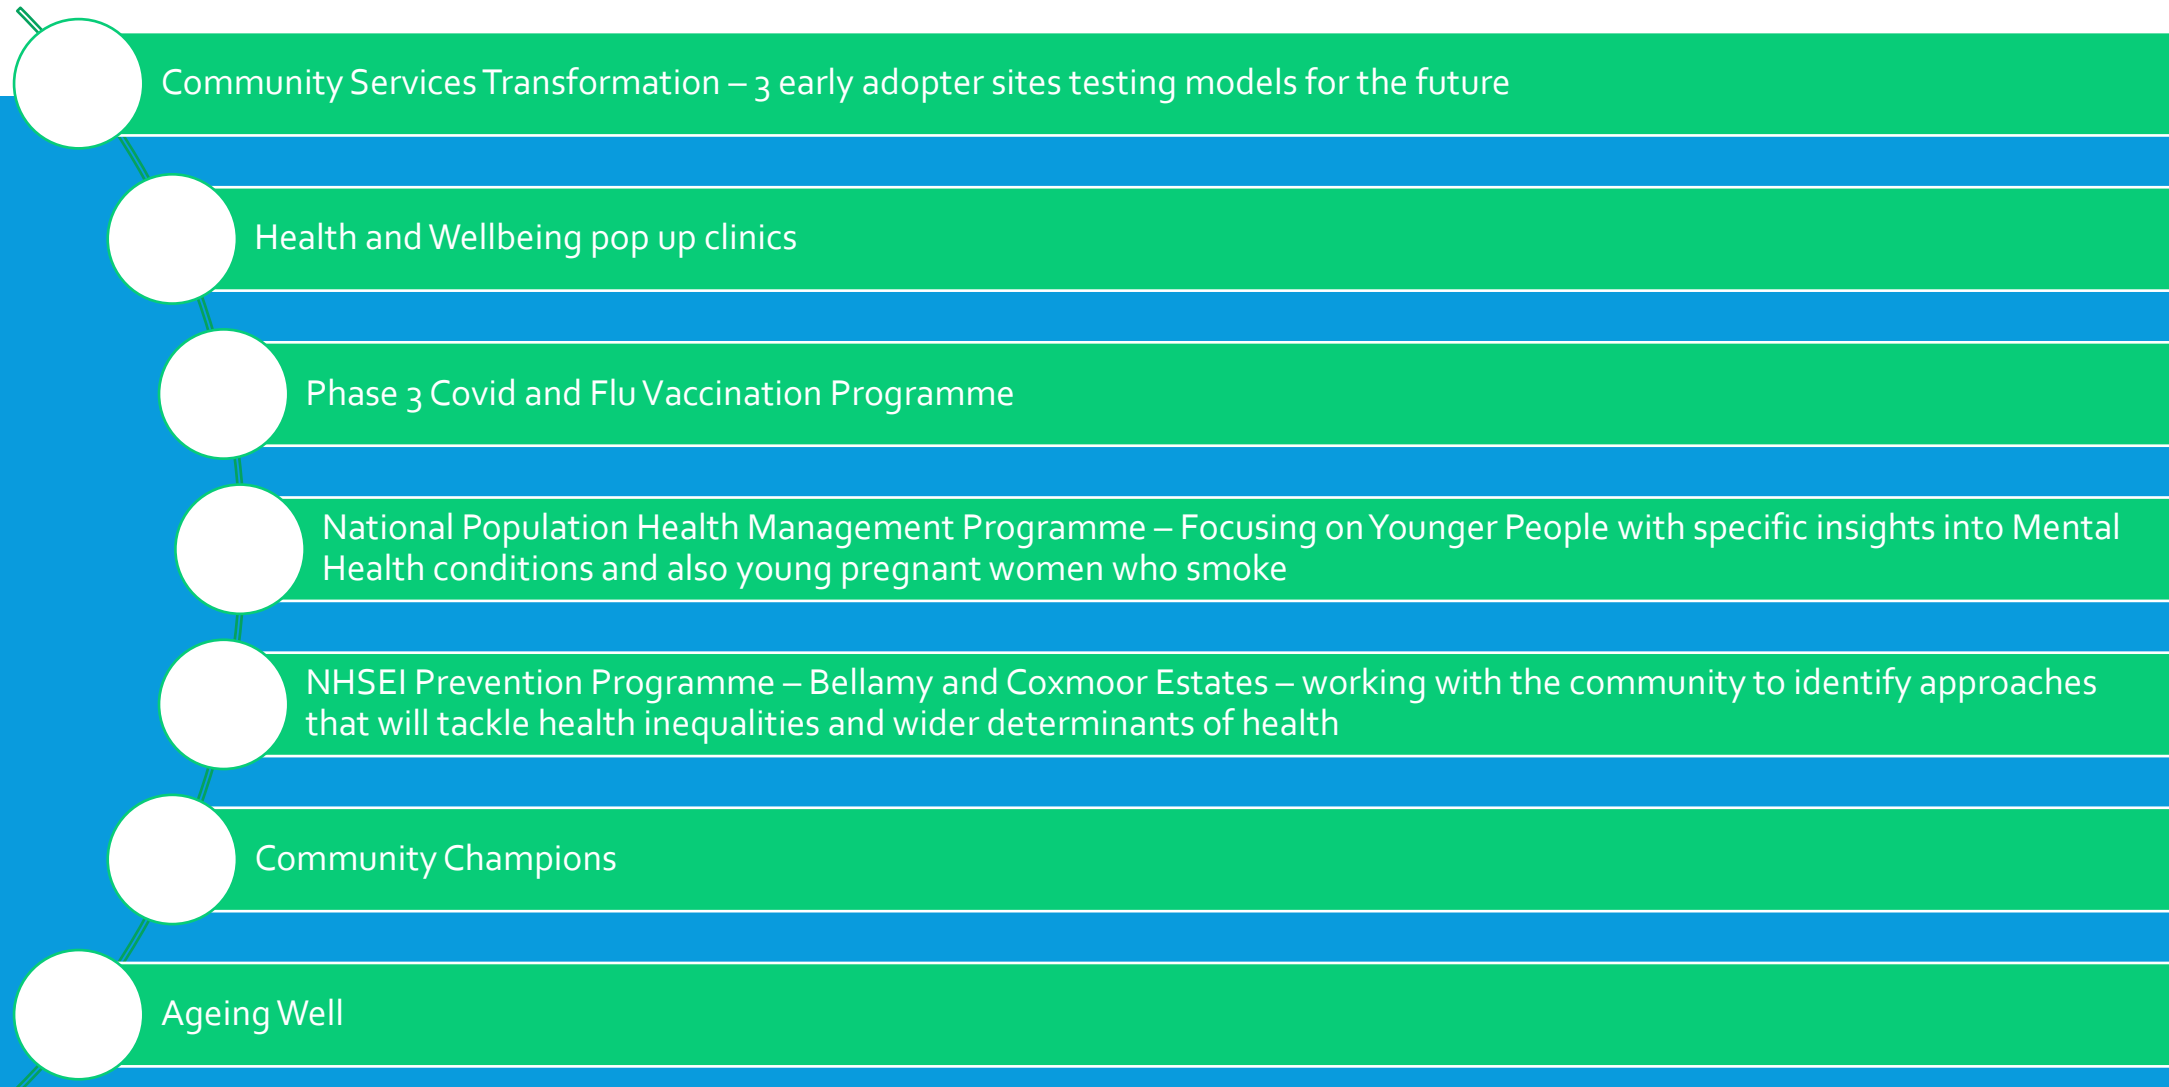 Community Services Transformation – 3 early adopter sites testing models for the future
Health and Wellbeing pop up clinics
Phase 3 Covid and Flu Vaccination Programme
National Population Health Management Programme – Focusing on Younger People with specific insights into Mental
Health conditions and also young pregnant women who smoke
NHSEI Prevention Programme – Bellamy and Coxmoor Estates – working with the community to identify approaches
that will tackle health inequalities and wider determinants of health
Community Champions
Ageing Well